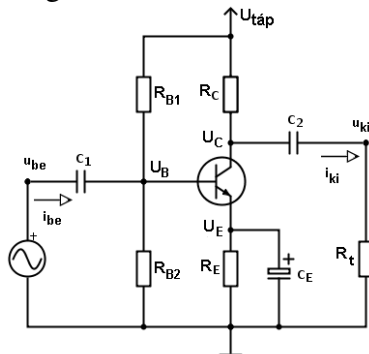 U_táp
R_B1
R_C
C_2
u_ki
u_be
C_1
U_C
U_B
i_ki
i_be
+
U_E
R_B2
R_E
+
C_E
R_t